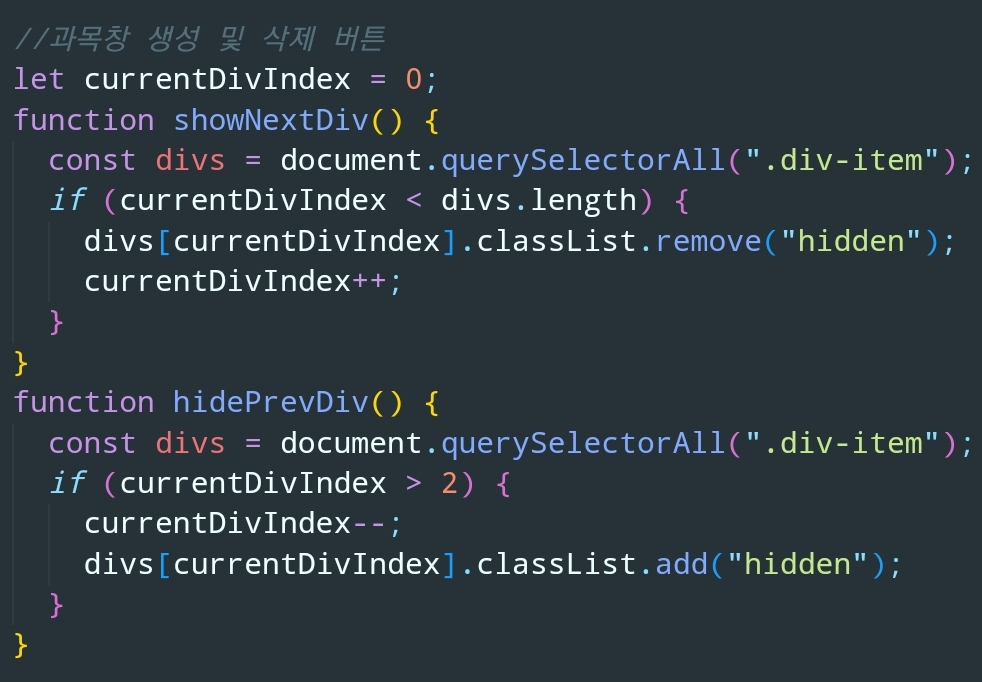 //과목창 생성 및 삭제 버튼
let currentDivIndex = 0;
function showNextDiv() {
  const divs = document.querySelectorAll(".div-item");
  if (currentDivIndex < divs.length) {
    divs[currentDivIndex].classList.remove("hidden");
    currentDivIndex++;
  }
}
function hidePrevDiv() {
  const divs = document.querySelectorAll(".div-item");
  if (currentDivIndex > 2) {
    currentDivIndex--;
    divs[currentDivIndex].classList.add("hidden");
  }
}